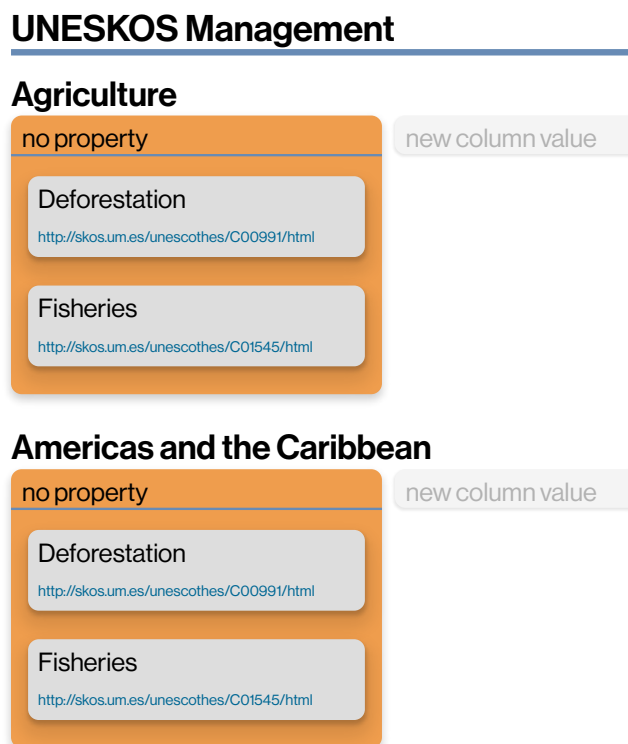 UNESKOS Management
Agriculture
no property
new column value
Deforestation
http://skos.um.es/unescothes/C00991/html
Fisheries
http://skos.um.es/unescothes/C01545/html
Americas and the Caribbean
no property
new column value
Deforestation
http://skos.um.es/unescothes/C00991/html
Fisheries
http://skos.um.es/unescothes/C01545/html